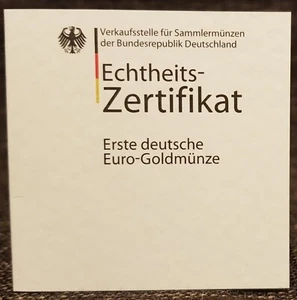 Verkaufsstelle für Sammlermünzen
der Bundesrepublik Deutschland
Echtheits-
Zertifikat
Erste deutsche
Euro-Goldmünze